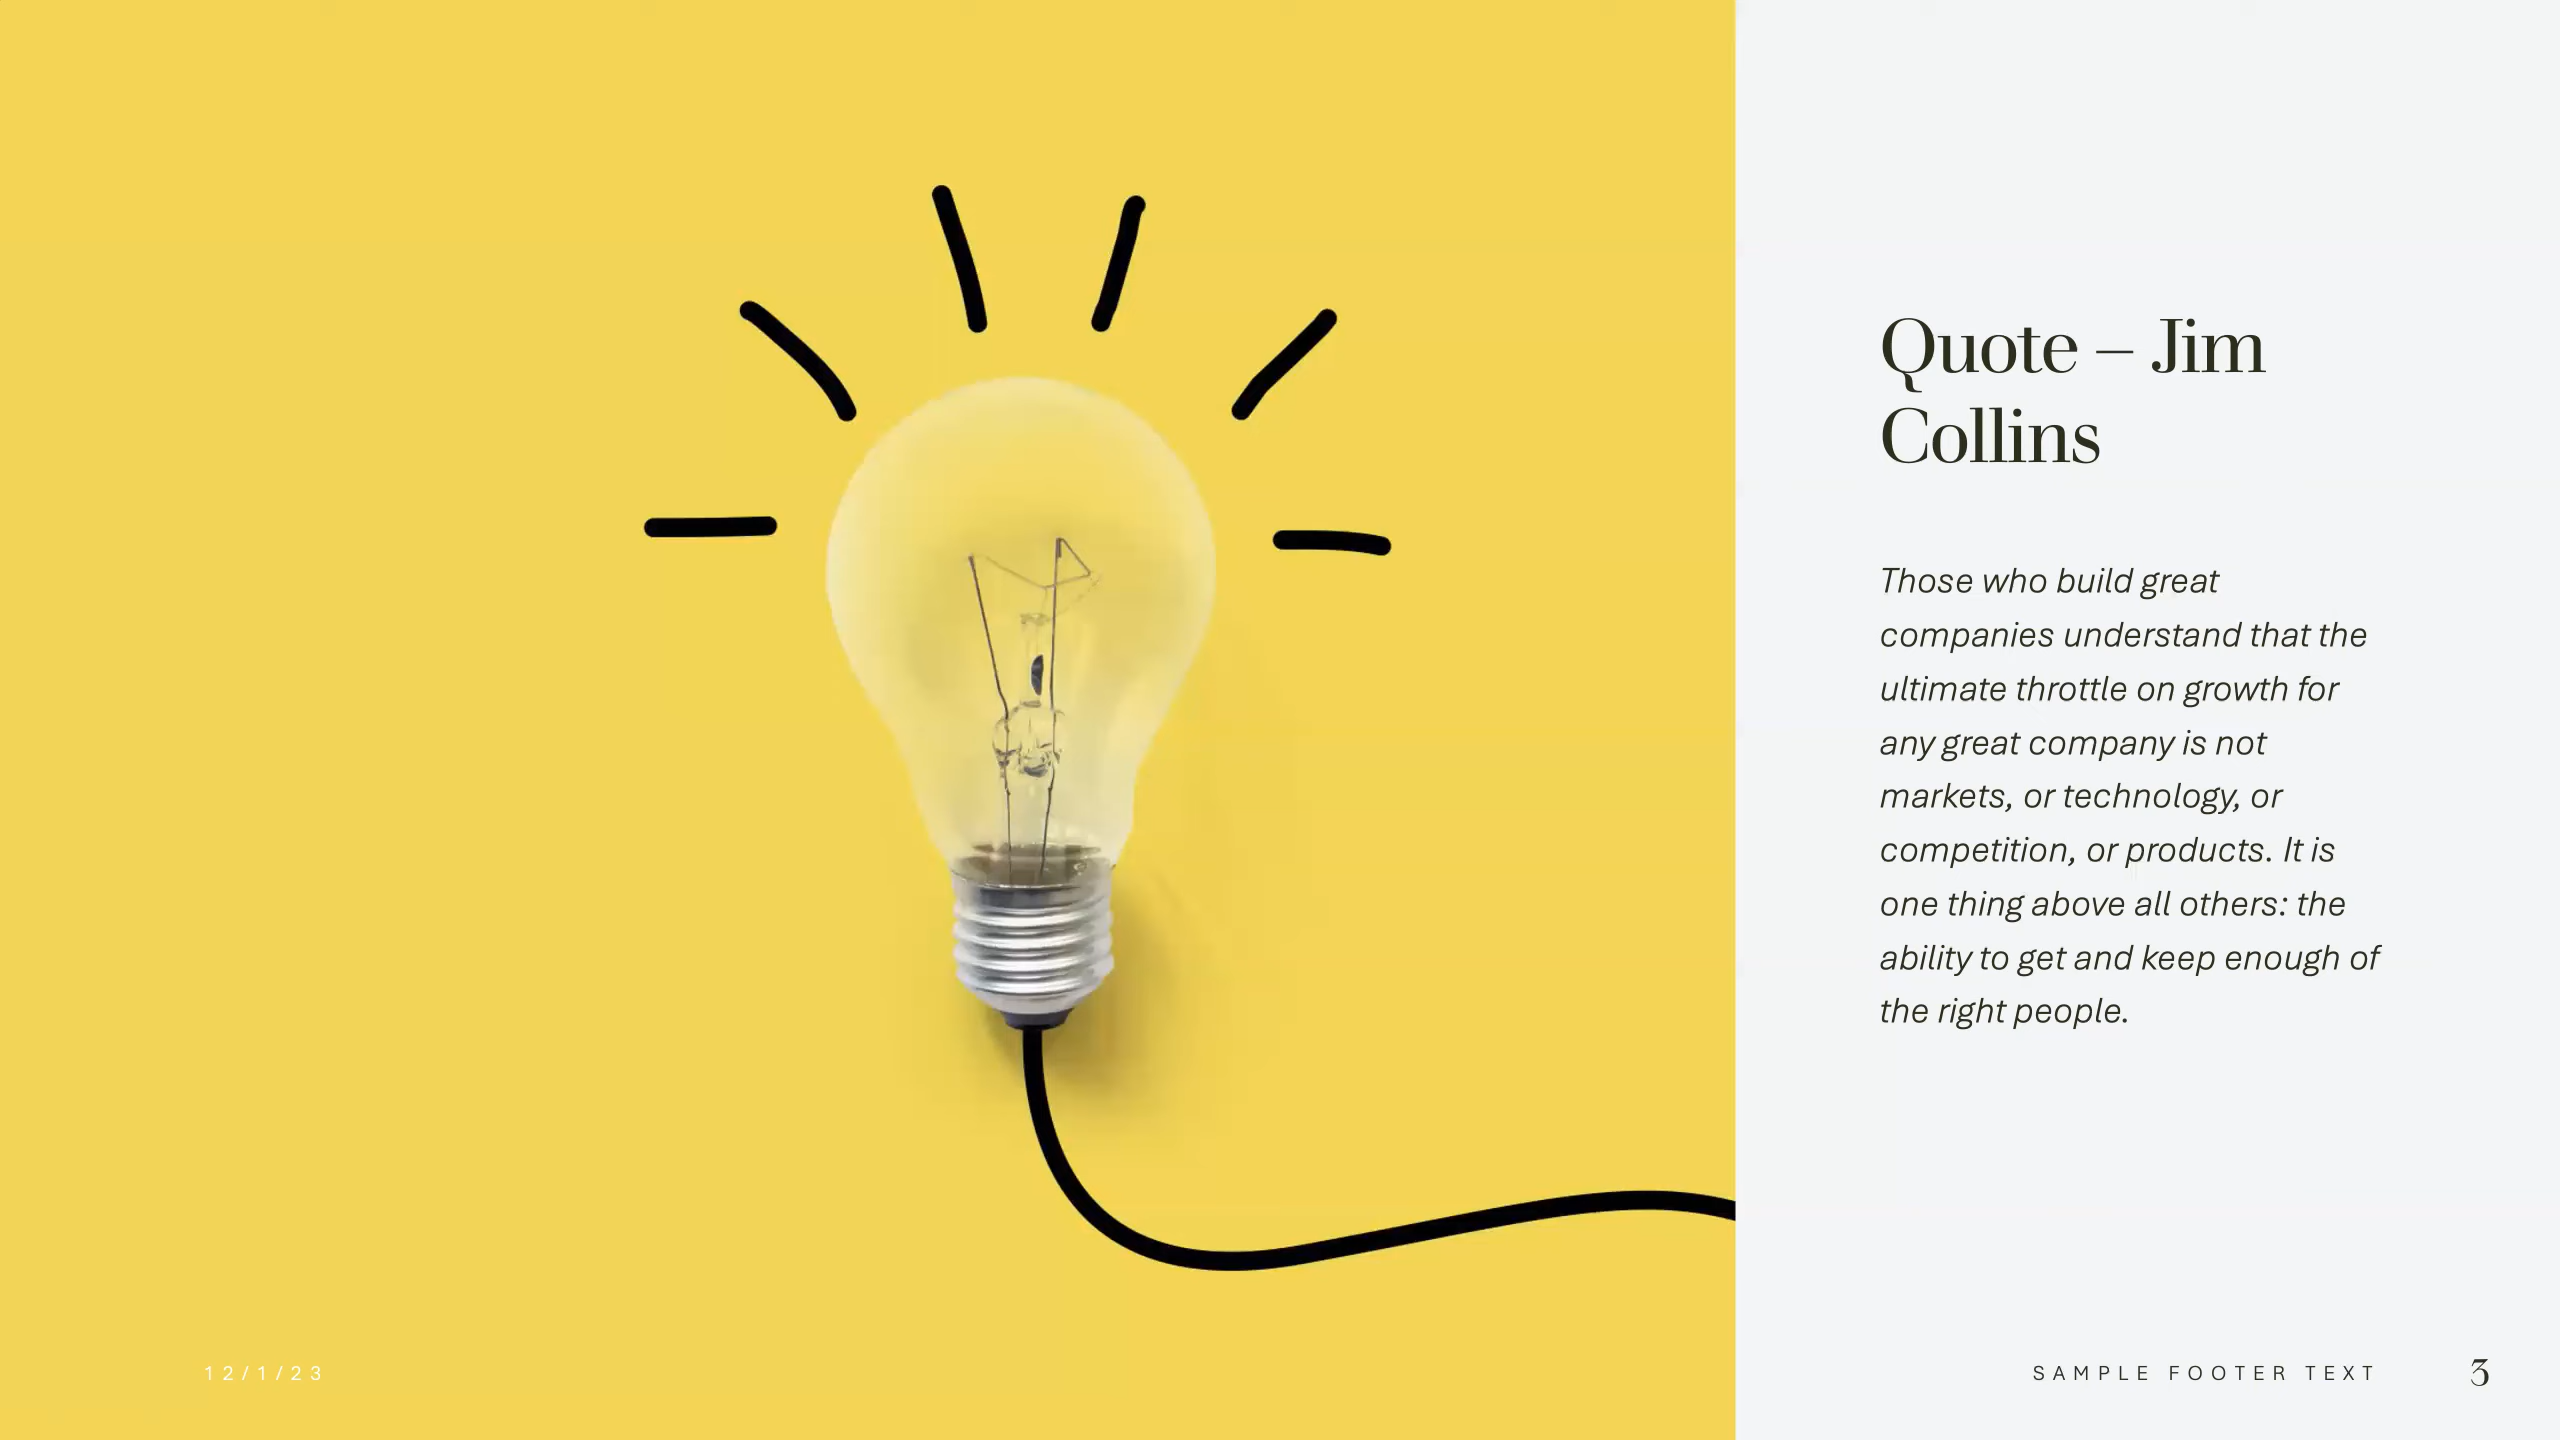 Quote – Jim
Collins
Those who build great
companies understand that the
ultimate throttle on growth for
any great company is not
markets, or technology, or
competition, or products. It is
one thing above all others: the
ability to get and keep enough of
the right people.
12/1/23
SAMPLE FOOTER TEXT
3